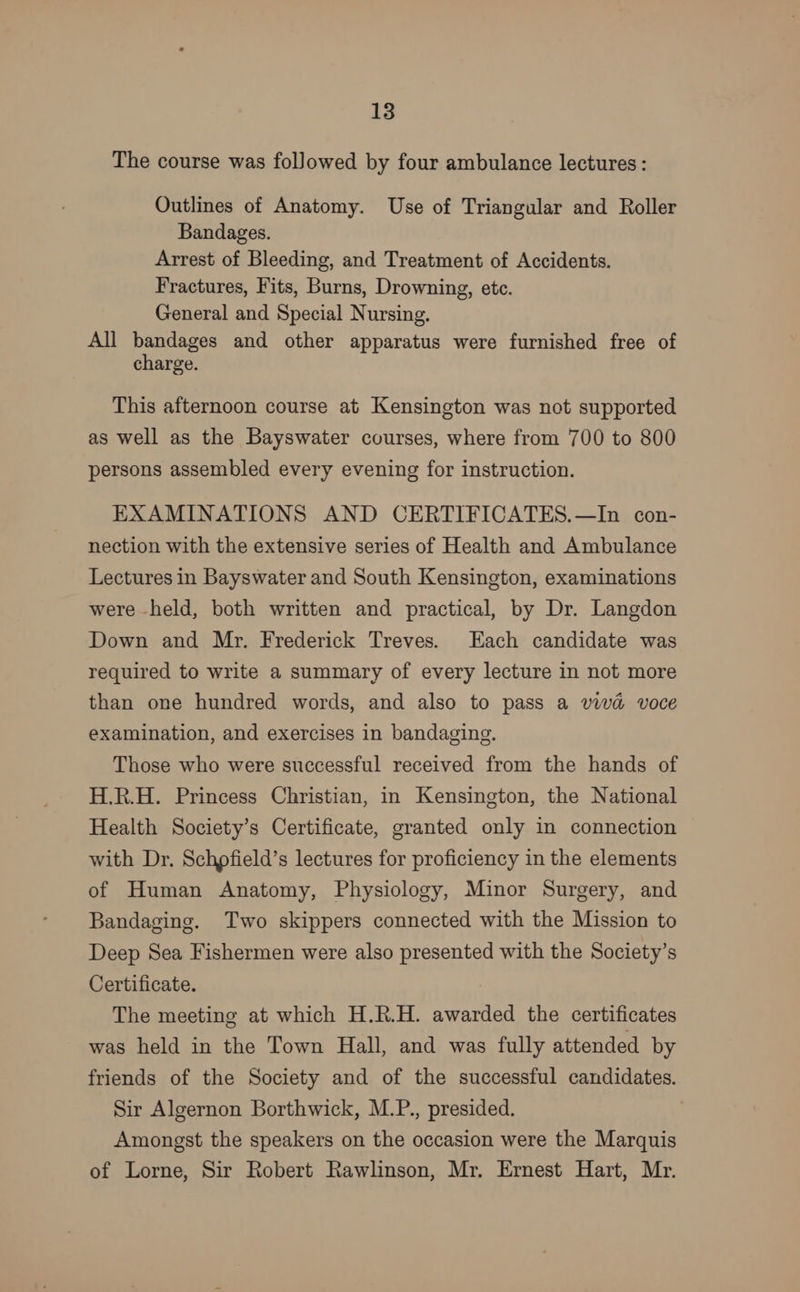 13
The course was followed by four ambulance lectures:
Outlines of Anatomy. Use of Triangular and Roller
Bandages.
Arrest of Bleeding, and Treatment of Accidents.
Fractures, Fits, Burns, Drowning, etc.
General and Special Nursing.
All bandages and other apparatus were furnished free of
charge.
This afternoon course at Kensington was not supported
as well as the Bayswater courses, where from 700 to 800
persons assembled every evening for instruction.
EXAMINATIONS AND CERTIFICATES.—In con-
nection with the extensive series of Health and Ambulance
Lectures in Bayswater and South Kensington, examinations
were held, both written and practical, by Dr. Langdon
Down and Mr. Frederick Treves. Each candidate was
required to write a summary of every lecture in not more
than one hundred words, and also to pass a vivâ voce
examination, and exercises in bandaging.
Those who were successful received from the hands of
H.R.H. Princess Christian, in Kensington, the National
Health Society's Certificate, granted only in connection
with Dr. Schofield's lectures for proficiency in the elements
of Human Anatomy, Physiology, Minor Surgery, and
Bandaging. Two skippers connected with the Mission to
Deep Sea Fishermen were also presented with the Society's
Certificate.
The meeting at which H.R.H. awarded the certificates
was held in the Town Hall, and was fully attended by
friends of the Society and of the successful candidates.
Sir Algernon Borthwick, M.P., presided.
Amongst the speakers on the occasion were the Marquis
of Lorne, Sir Robert Rawlinson, Mr. Ernest Hart, Mr.